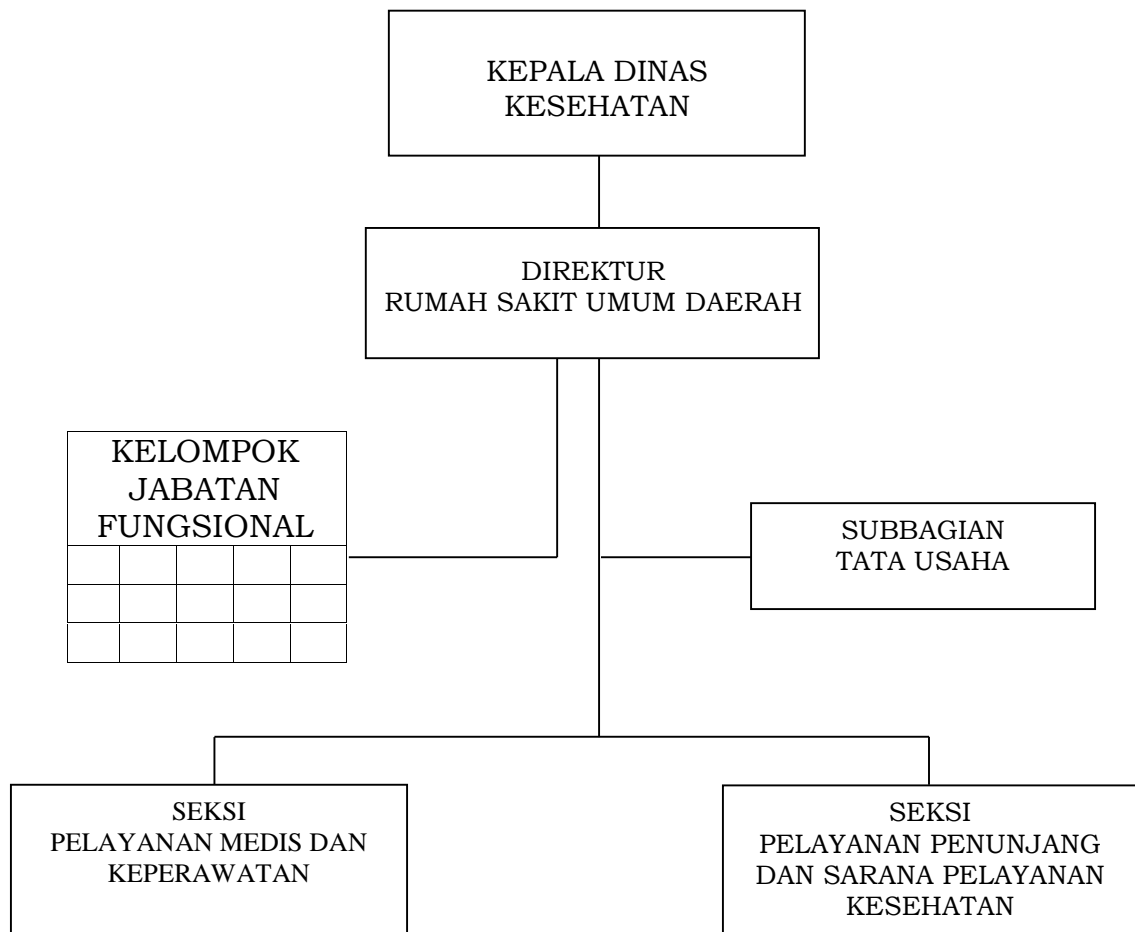 KEPALA DINAS
KESEHATAN
DIREKTUR
RUMAH SAKIT UMUM DAERAH
KELOMPOK
JABATAN
FUNGSIONAL
SUBBAGIAN
TATA USAHA
SEKSI
PELAYANAN MEDIS DAN
KEPERAWATAN
SEKSI
PELAYANAN PENUNJANG
DAN SARANA PELAYANAN
KESEHATAN